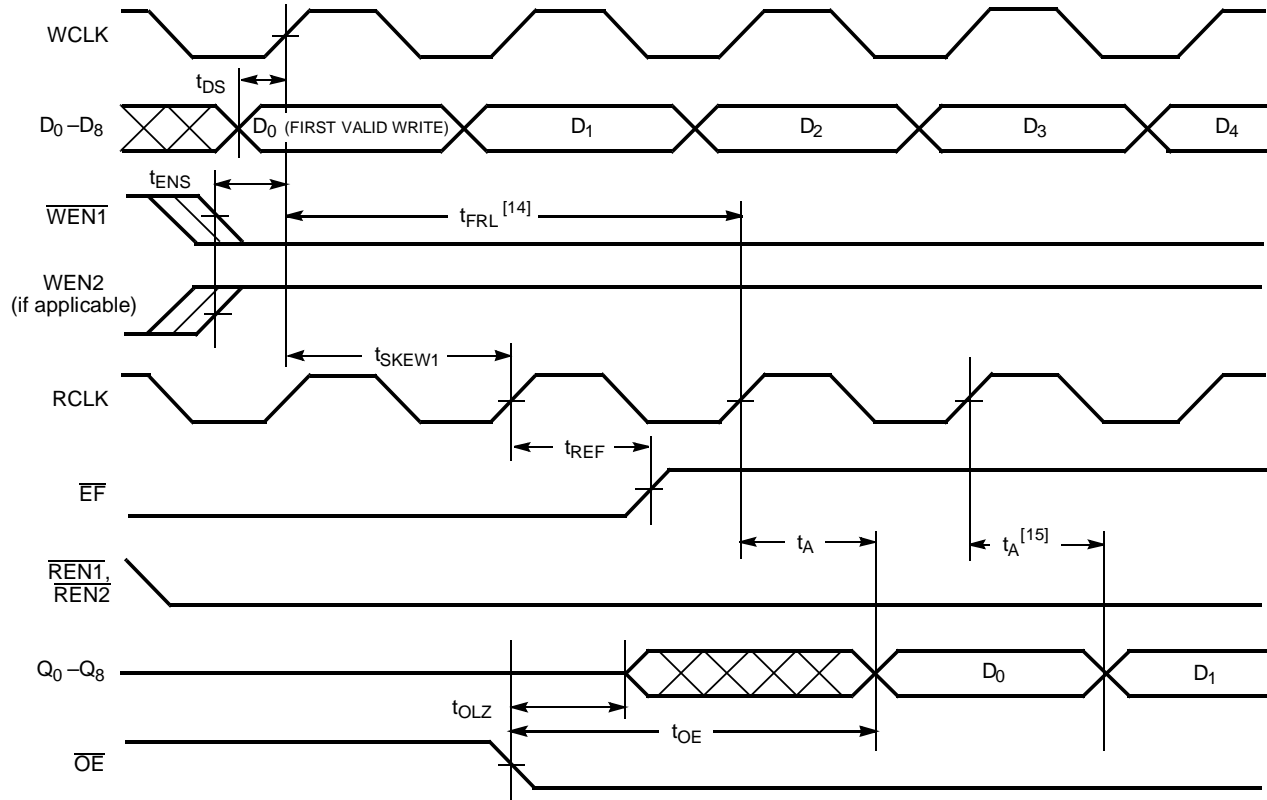 WCLK
tDS
D0 –D8
D0 (FIRST VALID WRITE)
D1
D2
D3
D4
tENS
WEN1
tFRL [14]
WEN2
(if applicable)
tSKEW1
RCLK
tREF
EF
tA
tA[15]
REN1,
REN2
Q0 –Q8
D0
D1
tOLZ
tOE
OE